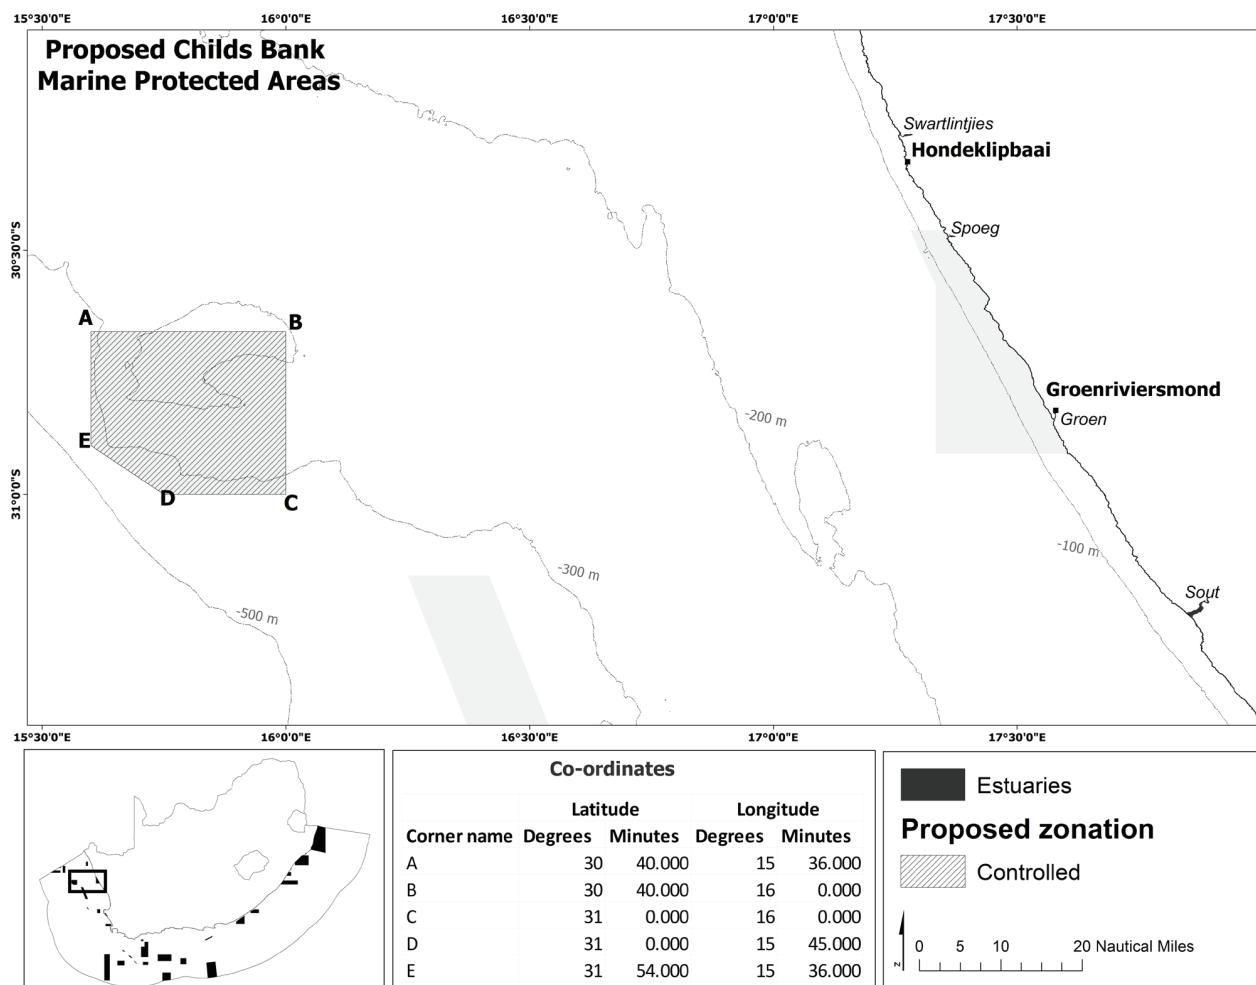 15°30'0"E 16°00'0"E 16°30'0"E 17°00'0"E 17°30'0"E
Proposed Childs Bank
Marine Protected Areas
Swartlintjies
Hondeklipbaai
Spoeg
30°30'0"S
A
B
Groenriviersmond
Groen
-200 m
E
D
C
31°0'0"S
-100 m
-300 m
Sout
-500 m
15°30'0"E 16°00'0"E 16°30'0"E 17°00'0"E 17°30'0"E
Co-ordinates
Latitude Longitude
Corner name Degrees Minutes Degrees Minutes
A 30 40.000 15 36.000
B 30 40.000 16 0.000
C 31 0.000 16 0.000
D 31 0.000 15 45.000
E 31 54.000 15 36.000
Estuaries
Proposed zonation
Controlled
N
0 5 10 20 Nautical Miles